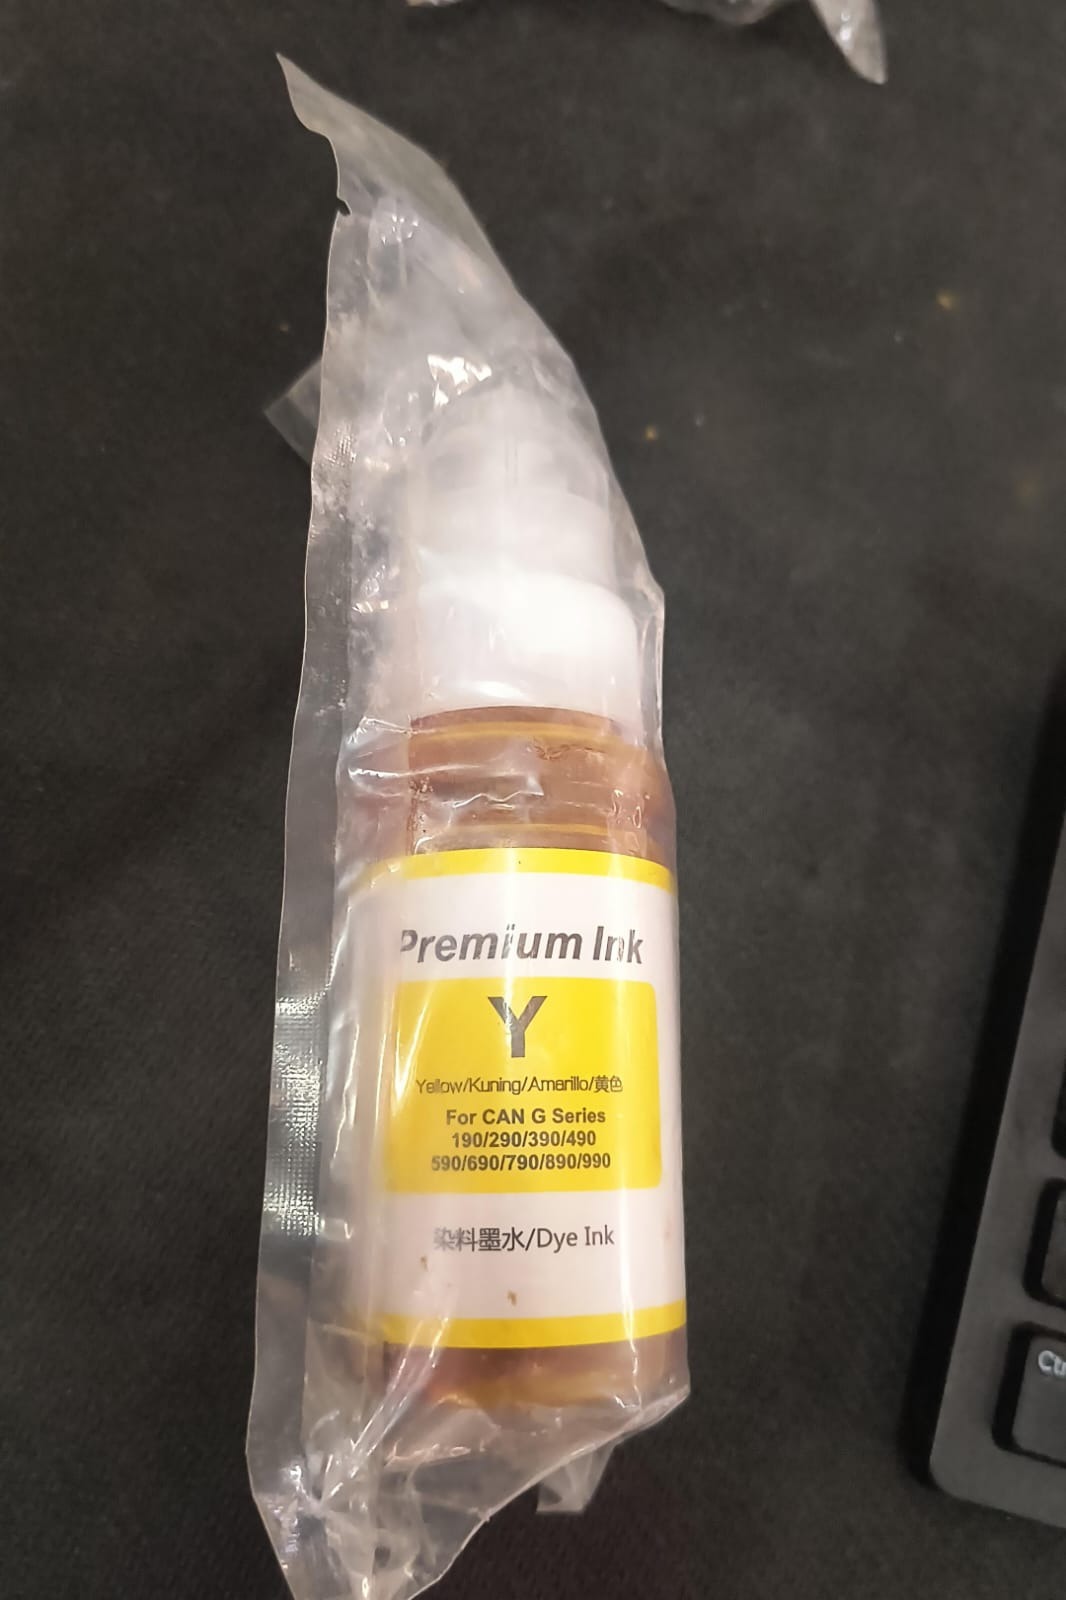 Premium Ink
Y
Yellow/Kuning/Amarillo/黄色
For CAN G Series
190/290/390/490
590/690/790/890/990
染料墨水/Dye Ink